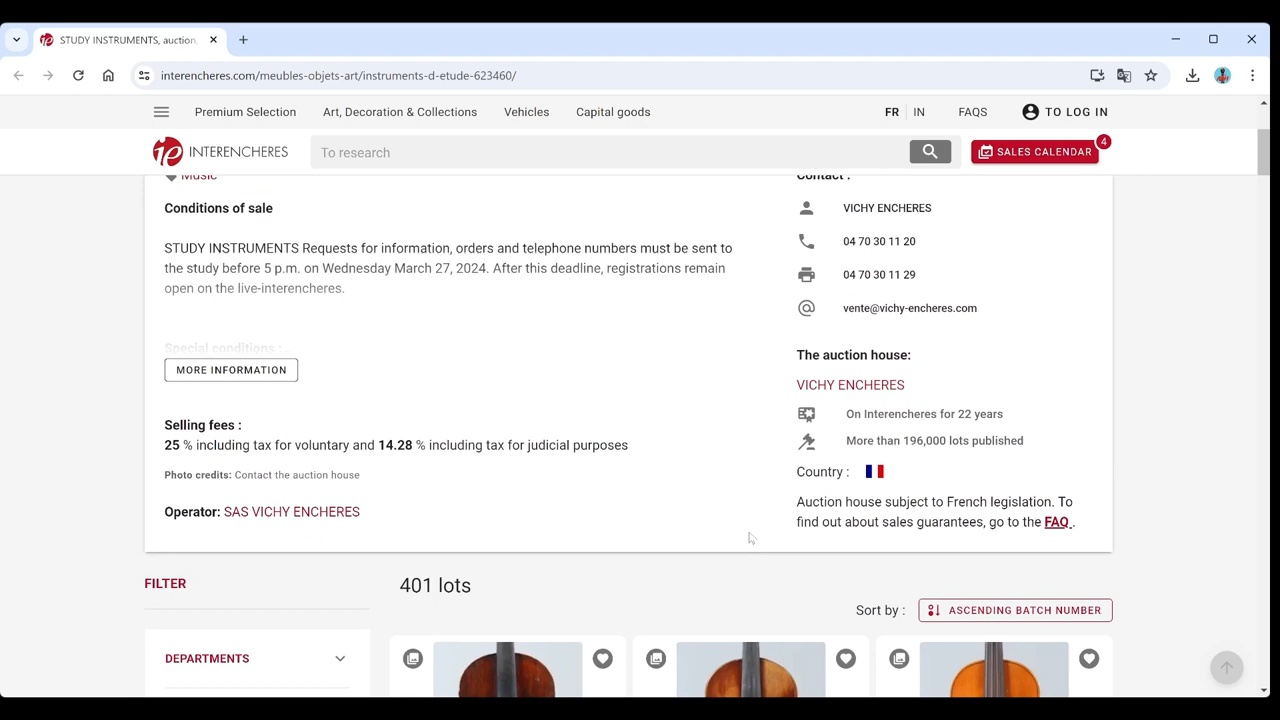 STUDY INSTRUMENTS, auction,
interencheres.com/meubles-objets-art/instruments-d-etude-623460/
Premium Selection
Art, Decoration & Collections
Vehicles
Capital goods
FR
IN
FAQS
TO LOG IN
INTERENCHERES
To research
SALES CALENDAR
4
Music
Conditions of sale
STUDY INSTRUMENTS Requests for information, orders and telephone numbers must be sent to
the study before 5 p.m. on Wednesday March 27, 2024. After this deadline, registrations remain
open on the live-interencheres.
Special conditions :...
MORE INFORMATION
Selling fees :
25 % including tax for voluntary and 14.28 % including tax for judicial purposes
Photo credits: Contact the auction house
Operator: SAS VICHY ENCHERES
Contact :
VICHY ENCHERES
04 70 30 11 20
04 70 30 11 29
vente@vichy-encheres.com
The auction house:
VICHY ENCHERES
On Interencheres for 22 years
More than 196,000 lots published
Country :
Auction house subject to French legislation. To
find out about sales guarantees, go to the FAQ .
FILTER
401 lots
Sort by :
ASCENDING BATCH NUMBER
DEPARTMENTS